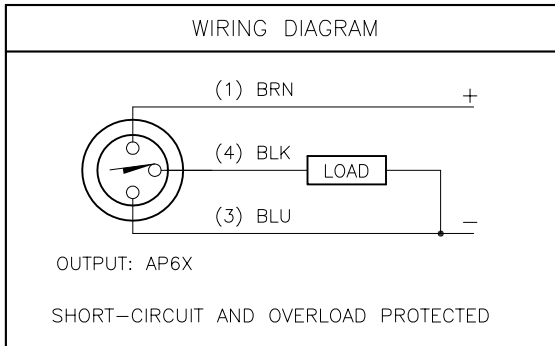 WIRING DIAGRAM
(1) BRN
+
(4) BLK
LOAD
(3) BLU
–
OUTPUT: AP6X
SHORT–CIRCUIT AND OVERLOAD PROTECTED